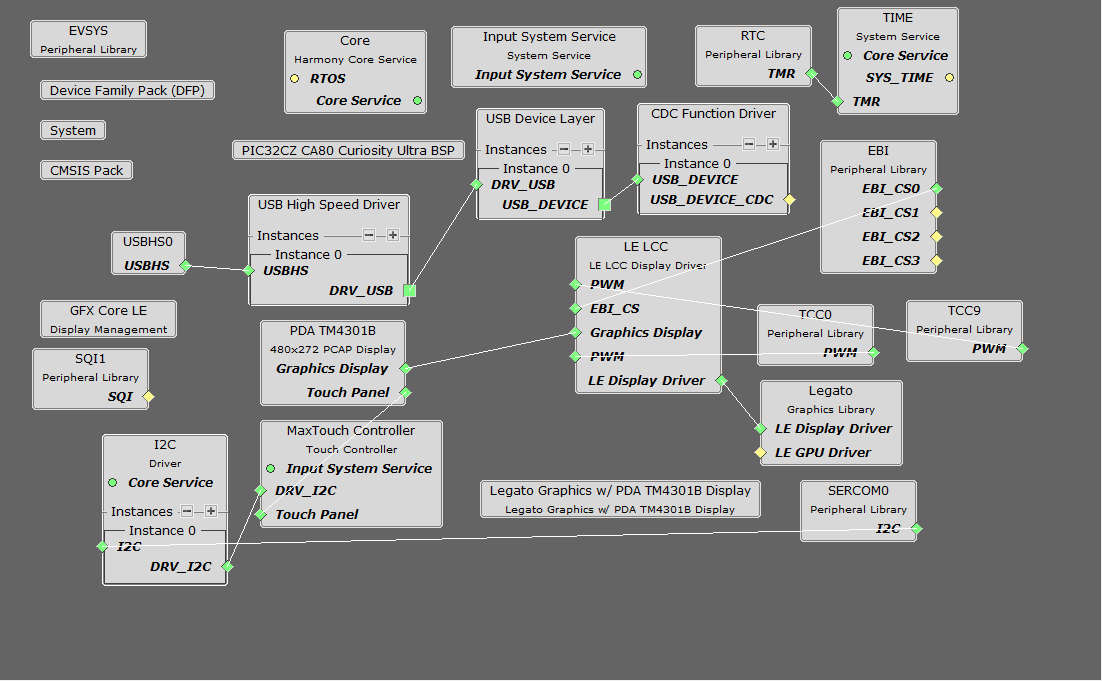 EVSYS
Peripheral Library
Device Family Pack (DFP)
System
CMSIS Pack
Core
Harmony Core Service
RTOS
Core Service
Input System Service
System Service
Input System Service
RTC
Peripheral Library
TMR
TIME
System Service
Core Service
SYS_TIME
TMR
PIC32CZ CA80 Curiosity Ultra BSP
USB Device Layer
Instances
Instance 0
DRV_USB
USB_DEVICE
CDC Function Driver
Instances
Instance 0
USB_DEVICE
USB_DEVICE_CDC
EBI
Peripheral Library
EBI_CS0
EBI_CS1
EBI_CS2
EBI_CS3
USBHS0
USBHS
USB High Speed Driver
Instances
Instance 0
USBHS
DRV_USB
LE LCC
LE LCC Display Driver
PWM
EBI_CS
Graphics Display
PWM
LE Display Driver
GFX Core LE
Display Management
SQI1
Peripheral Library
SQI
PDA TM4301B
480x272 PCAP Display
Graphics Display
Touch Panel
TCC0
Peripheral Library
PWM
TCC9
Peripheral Library
PWM
Legato
Graphics Library
LE Display Driver
LE GPU Driver
I2C
Driver
Core Service
Instances
Instance 0
I2C
DRV_I2C
MaxTouch Controller
Touch Controller
Input System Service
DRV_I2C
Touch Panel
Legato Graphics w/ PDA TM4301B Display
Legato Graphics w/ PDA TM4301B Display
SERCOM0
Peripheral Library
I2C